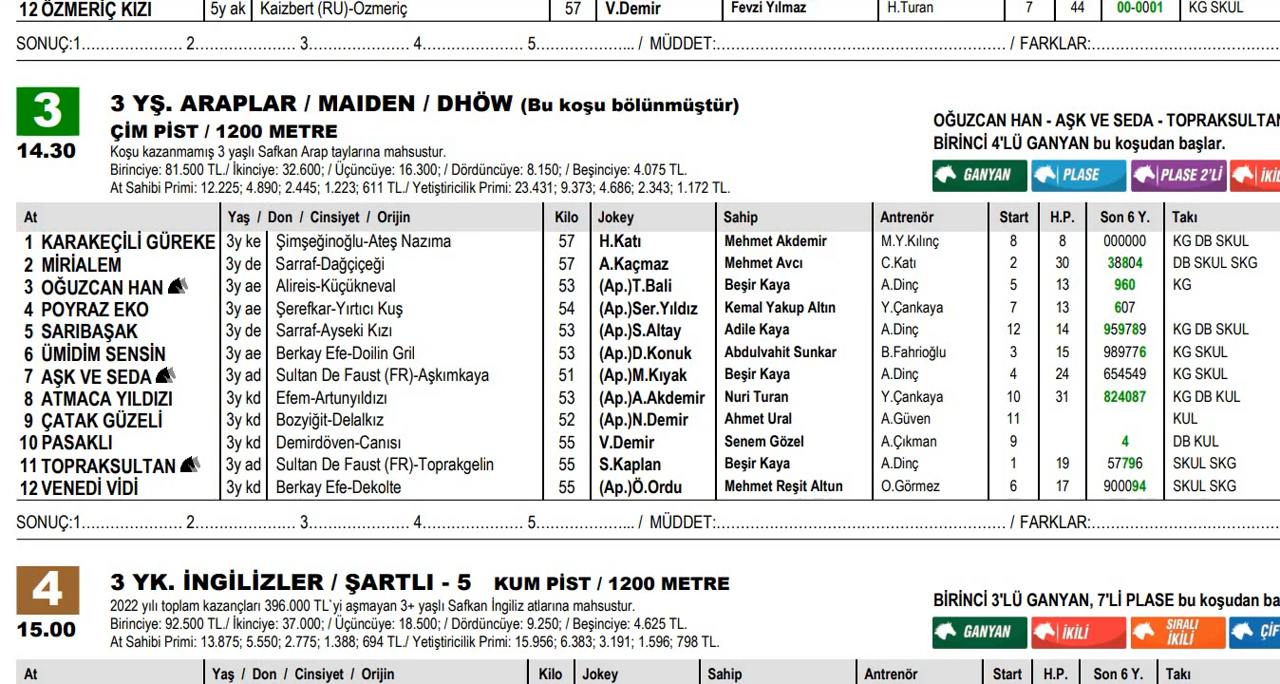 12 ÖZMERİÇ KIZI 5y ak Kaizbert (RU)-Özmeriç 57 V.Demir Fevzi Yılmaz H.Turan 7 44 00-0001 KG SKUL
SONUÇ:1....................... 2........................ 3......................... 4......................... 5...................... / MÜDDET:................................................................ / FARKLAR:..........................................
3
14.30
3 YŞ. ARAPLAR / MAIDEN / DHÖW (Bu koşu bölünmüştür)
ÇİM PİST / 1200 METRE
Koşu kazanmamış 3 yaşlı Safkan Arap taylarına mahsustur.
Birinciye: 81.500 TL./ İkinciye: 32.600; / Üçüncüye: 16.300; / Dördüncüye: 8.150; / Beşinciye: 4.075 TL.
At Sahibi Primi: 12.225; 4.890; 2.445; 1.223; 611 TL./ Yetiştiricilik Primi: 23.431; 9.373; 4.686; 2.343; 1.172 TL.
OĞUZCAN HAN - AŞK VE SEDA - TOPRAKSULTAN
BİRİNCİ 4'LÜ GANYAN bu koşudan başlar.
GANYAN PLASE PLASE 2'Lİ
At Yaş / Don / Cinsiyet / Orijin Kilo Jokey Sahip Antrenör Start H.P. Son 6 Y. Takı
1 KARAKEÇİLİ GÜREKE 3y ke Şimşeğinoğlu-Ateş Nazıma 57 H.Katı Mehmet Akdemir M.Y.Kılınç 8 8 000000 KG DB SKUL
2 MİRİALEM 3y de Sarraf-Dağçiçeği 57 A.Kaçmaz Mehmet Avcı C.Katı 2 30 38804 DB SKUL SKG
3 OĞUZCAN HAN 3y ae Alireis-Küçükneval 53 (Ap.)T.Bali Beşir Kaya A.Dinç 5 13 960 KG
4 POYRAZ EKO 3y ae Şerefkar-Yırtıcı Kuş 54 (Ap.)Ser.Yıldız Kemal Yakup Altın Y.Çankaya 7 13 607
5 SARIBAŞAK 3y de Sarraf-Ayseki Kızı 53 (Ap.)S.Altay Adile Kaya A.Dinç 12 14 959789 KG DB SKUL
6 ÜMİDİM SENSİN 3y ae Berkay Efe-Doilin Gril 53 (Ap.)D.Konuk Abdulvahit Sunkar B.Fahrioğlu 3 15 989776 KG SKUL
7 AŞK VE SEDA 3y ad Sultan De Faust (FR)-Aşkımkaya 51 (Ap.)M.Kıyak Beşir Kaya A.Dinç 4 24 654549 KG SKUL
8 ATMACA YILDIZI 3y kd Efem-Artunyıldızı 53 (Ap.)A.Akdemir Nuri Turan Y.Çankaya 10 31 824087 KG DB KUL
9 ÇATAK GÜZELİ 3y kd Bozyiğit-Delalkız 52 (Ap.)N.Demir Ahmet Ural A.Güven 11 KUL
10 PASAKLI 3y kd Demirdöven-Canısı 55 V.Demir Senem Gözel A.Çıkman 9 4 DB KUL
11 TOPRAKSULTAN 3y ad Sultan De Faust (FR)-Toprakgelin 55 S.Kaplan Beşir Kaya A.Dinç 1 19 57796 SKUL SKG
12 VENEDİ VİDİ 3y kd Berkay Efe-Dekolte 55 (Ap.)Ö.Ordu Mehmet Reşit Altun O.Görmez 6 17 900094 SKUL SKG
SONUÇ:1....................... 2........................ 3......................... 4......................... 5...................... / MÜDDET:................................................................ / FARKLAR:..........................................
4
15.00
3 YK. İNGİLİZLER / ŞARTLI - 5 KUM PİST / 1200 METRE
2022 yılı toplam kazançları 396.000 TL`yi aşmayan 3+ yaşlı Safkan İngiliz atlarına mahsustur.
Birinciye: 92.500 TL./ İkinciye: 37.000; / Üçüncüye: 18.500; / Dördüncüye: 9.250; / Beşinciye: 4.625 TL.
At Sahibi Primi: 13.875; 5.550; 2.775; 1.388; 694 TL./ Yetiştiricilik Primi: 15.956; 6.383; 3.191; 1.596; 798 TL.
BİRİNCİ 3'LÜ GANYAN, 7'Lİ PLASE bu koşudan
GANYAN İKİLİ SIRALI İKİLİ
At Yaş / Don / Cinsiyet / Orijin Kilo Jokey Sahip Antrenör Start H.P. Son 6 Y. Takı